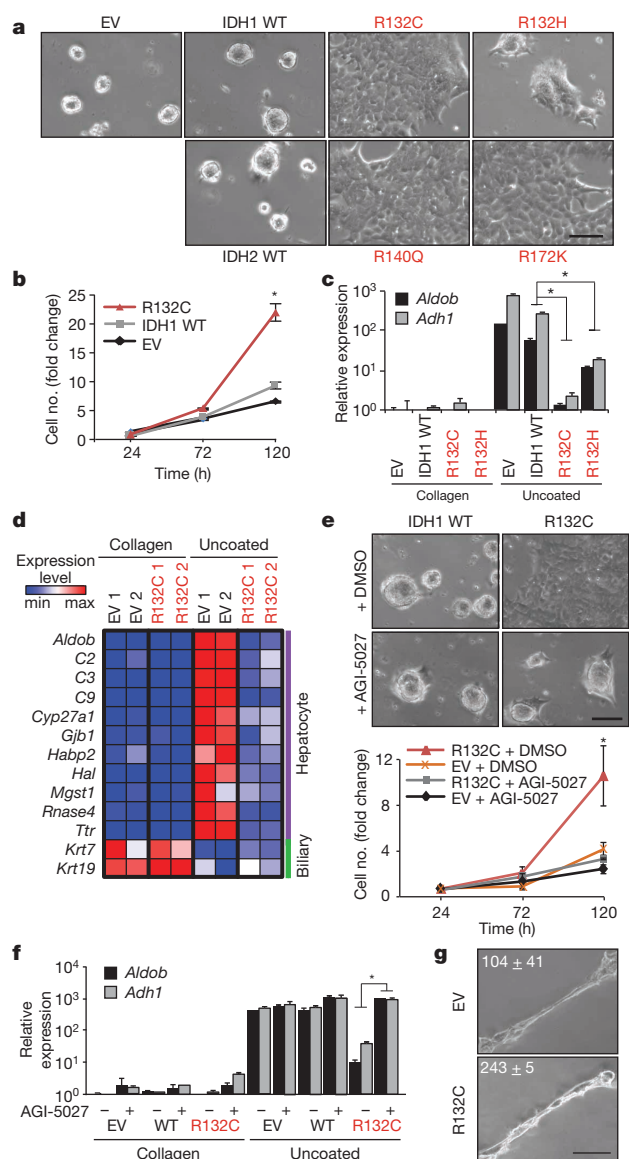 a
EV
IDH1 WT
R132C
R132H
IDH2 WT
R140Q
R172K
b
Cell no. (fold change)
25
20
15
10
5
0
R132C
IDH1 WT
EV
*
24
72
120
Time (h)
c
Relative expression
10³
10²
10¹
10⁰
Aldob
Adh1
*
*
EV
IDH1 WT
R132C
R132H
EV
IDH1 WT
R132C
R132H
Collagen
Uncoated
d
Expression level
min
max
Collagen
Uncoated
EV 1
EV 2
R132C 1
R132C 2
EV 1
EV 2
R132C 1
R132C 2
Aldob
C2
C3
C9
Cyp27a1
Gjb1
Habp2
Hal
Mgst1
Rnase4
Ttr
Krt7
Krt19
Hepatocyte
Biliary
e
IDH1 WT
R132C
+ DMSO
+ AGI-5027
Cell no. (fold change)
12
8
4
0
R132C + DMSO
EV + DMSO
R132C + AGI-5027
EV + AGI-5027
*
24
72
120
Time (h)
f
Relative expression
10⁴
10³
10²
10¹
10⁰
Aldob
Adh1
*
AGI-5027
– + – + – + – + – + – +
EV
WT
R132C
EV
WT
R132C
Collagen
Uncoated
g
104 ± 41
EV
243 ± 5
R132C